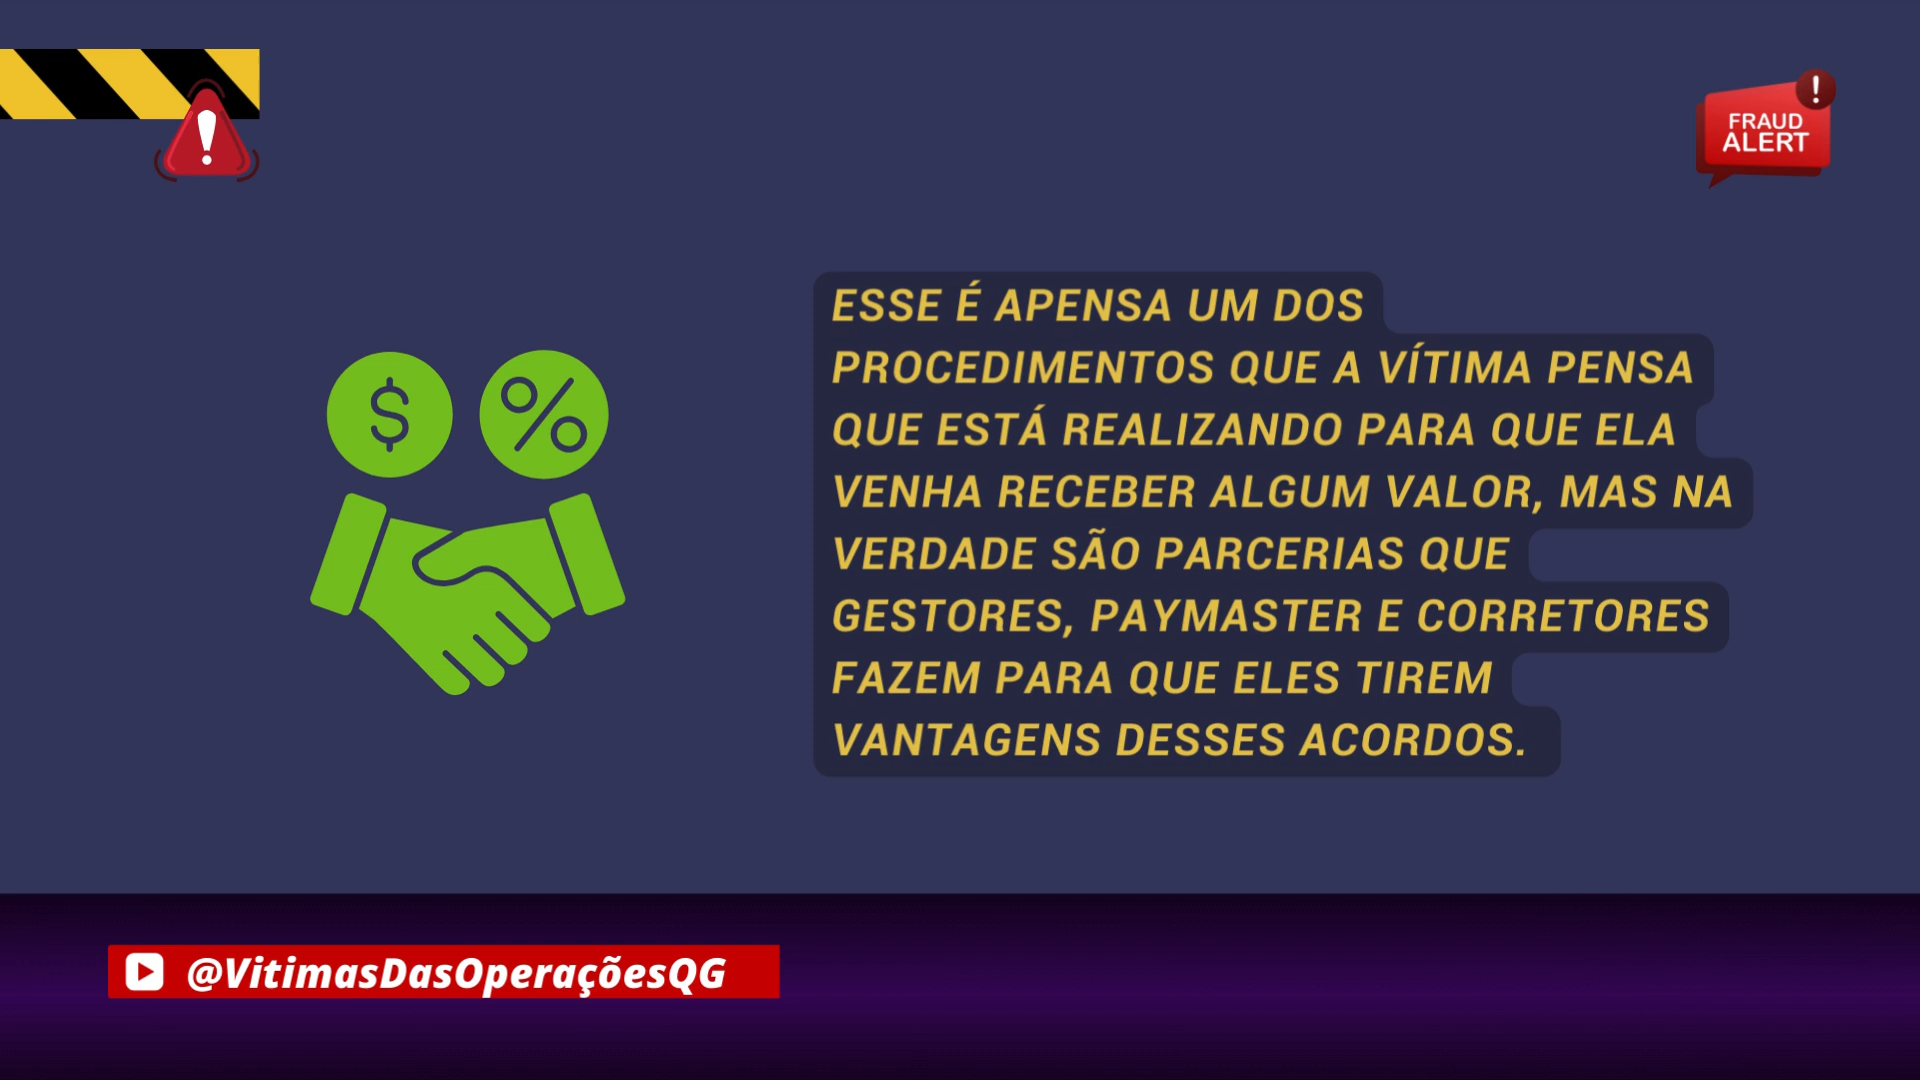 FRAUD
ALERT
ESSE É APENSA UM DOS
PROCEDIMENTOS QUE A VÍTIMA PENSA
QUE ESTÁ REALIZANDO PARA QUE ELA
VENHA RECEBER ALGUM VALOR, MAS NA
VERDADE SÃO PARCERIAS QUE
GESTORES, PAYMASTER E CORRETORES
FAZEM PARA QUE ELES TIREM
VANTAGENS DESSES ACORDOS.
@VitimasDasOperaçõesQG